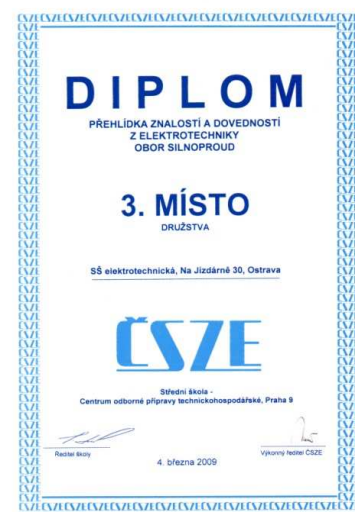 DIPLOM
PŘEHLÍDKA ZNALOSTÍ A DOVEDNOSTÍ
Z ELEKTROTECHNIKY
OBOR SILNOPROUD
3. MÍSTO
DRUŽSTVA
SŠ elektrotechnická, Na Jízdárně 30, Ostrava
ČSZE
Střední škola -
Centrum odborné přípravy technickohospodářské, Praha 9
Ředitel školy
Výkonný ředitel ČSZE
4. března 2009